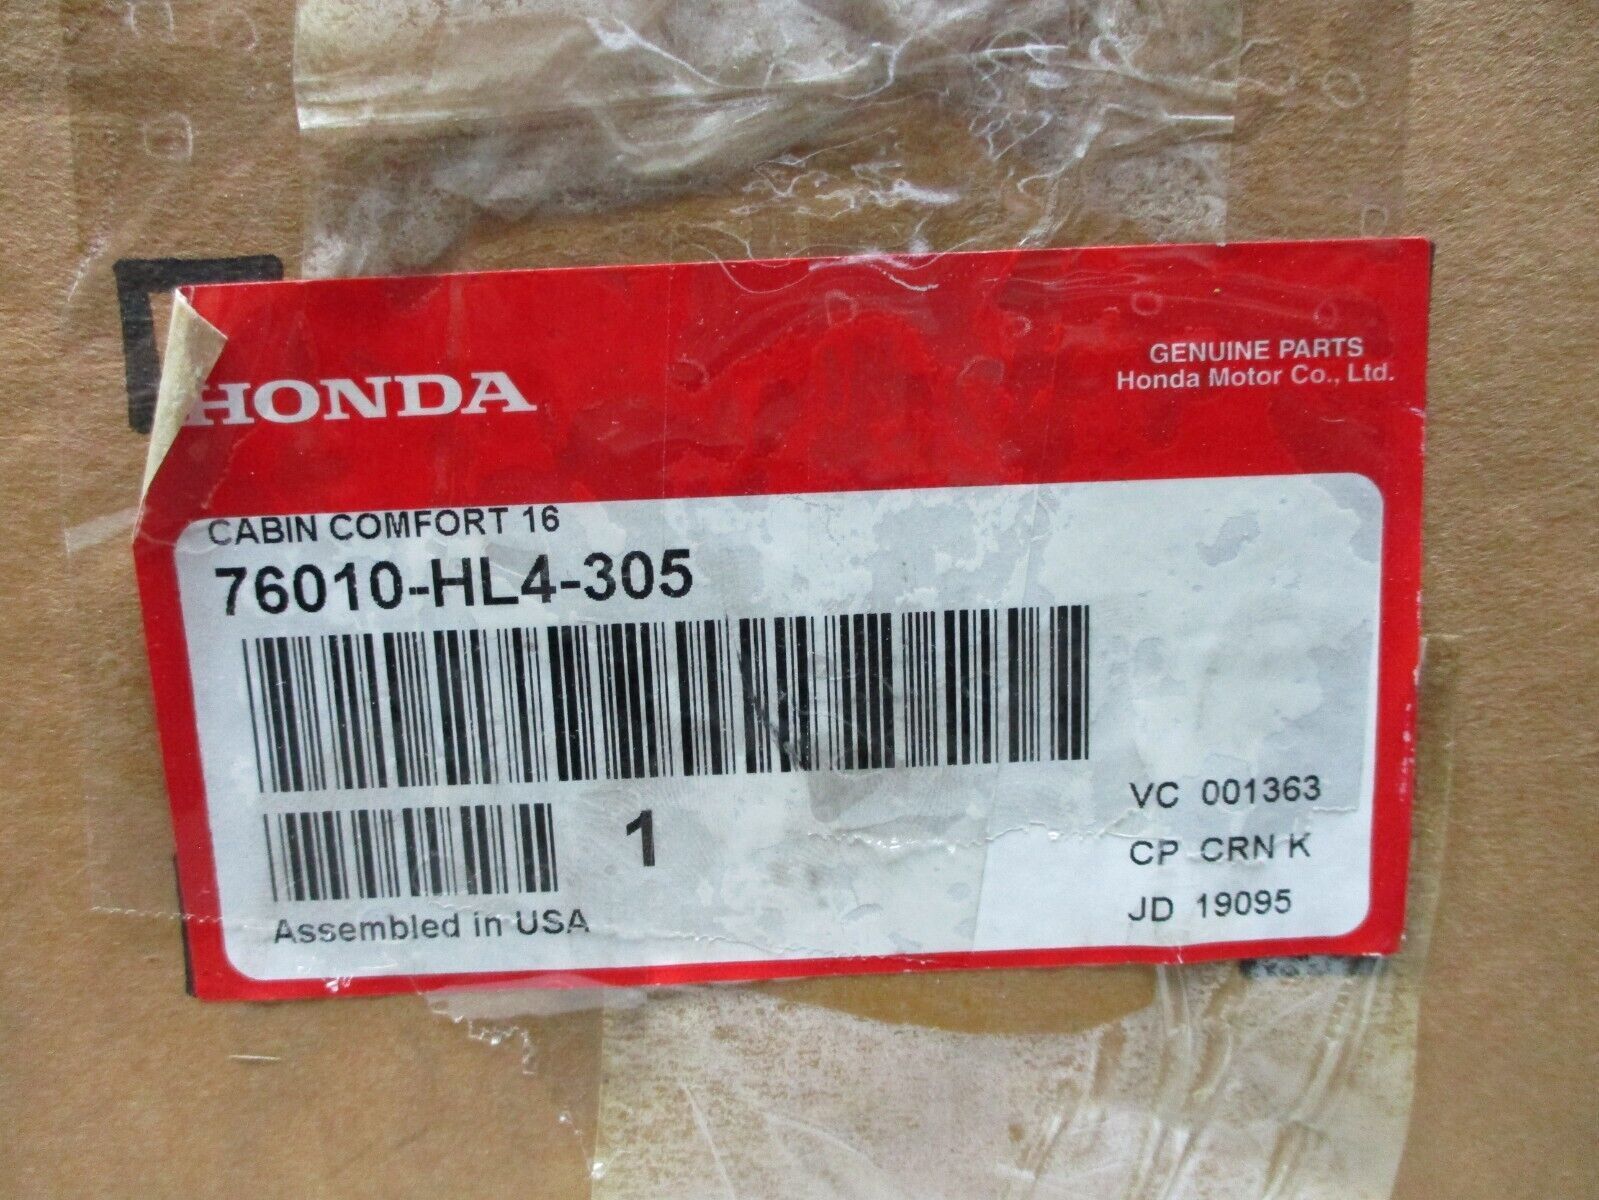 HONDA
GENUINE PARTS
Honda Motor Co., Ltd.
CABIN COMFORT 16
76010-HL4-305
1
Assembled in USA
VC 001363
CP CRN K
JD 19095